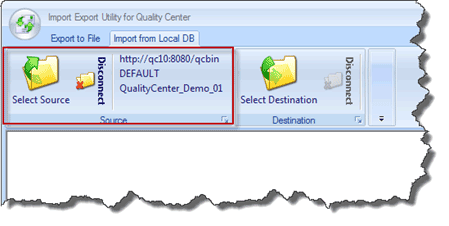 Import Export Utility for Quality Center
Export to File
Import from Local DB
Select Source
Disconnect
http://qc10:8080/qcbin
DEFAULT
QualityCenter_Demo_01
Source
Select Destination
Disconnect
Destination